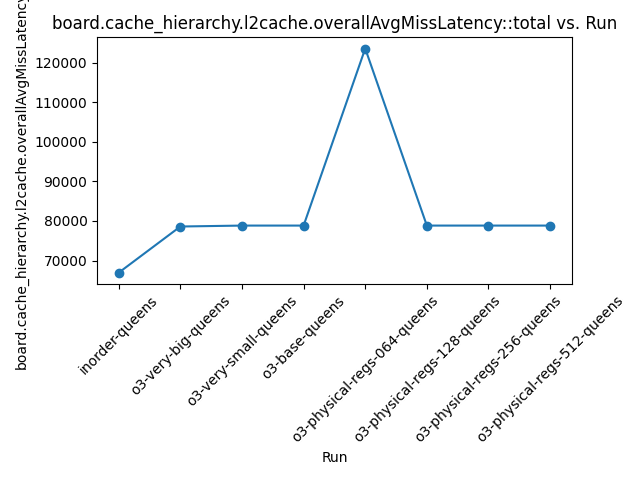 board.cache_hierarchy.l2cache.overallAvgMissLatency::total vs. Run
board.cache_hierarchy.l2cache.overallAvgMissLatency
120000
110000
100000
90000
80000
70000
inorder-queens
o3-very-big-queens
o3-very-small-queens
o3-base-queens
o3-physical-regs-064-queens
o3-physical-regs-128-queens
o3-physical-regs-256-queens
o3-physical-regs-512-queens
Run